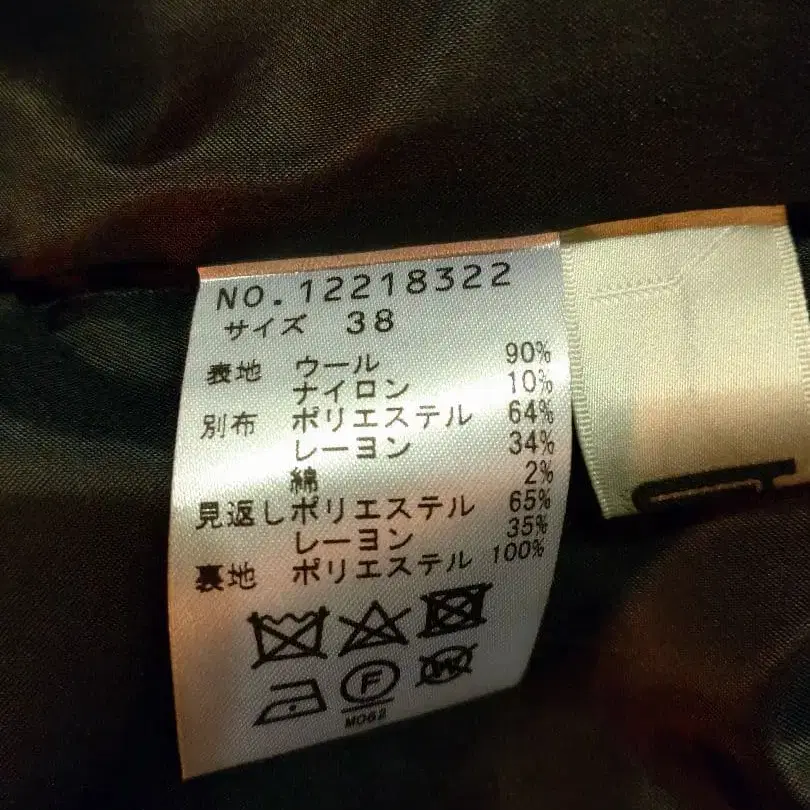 NO.12218322
サイズ 38
表地 ウール 90%
ナイロン 10%
別布 ポリエステル 64%
レーヨン 34%
綿 2%
見返し ポリエステル 65%
レーヨン 35%
裏地 ポリエステル 100%
F W
M062